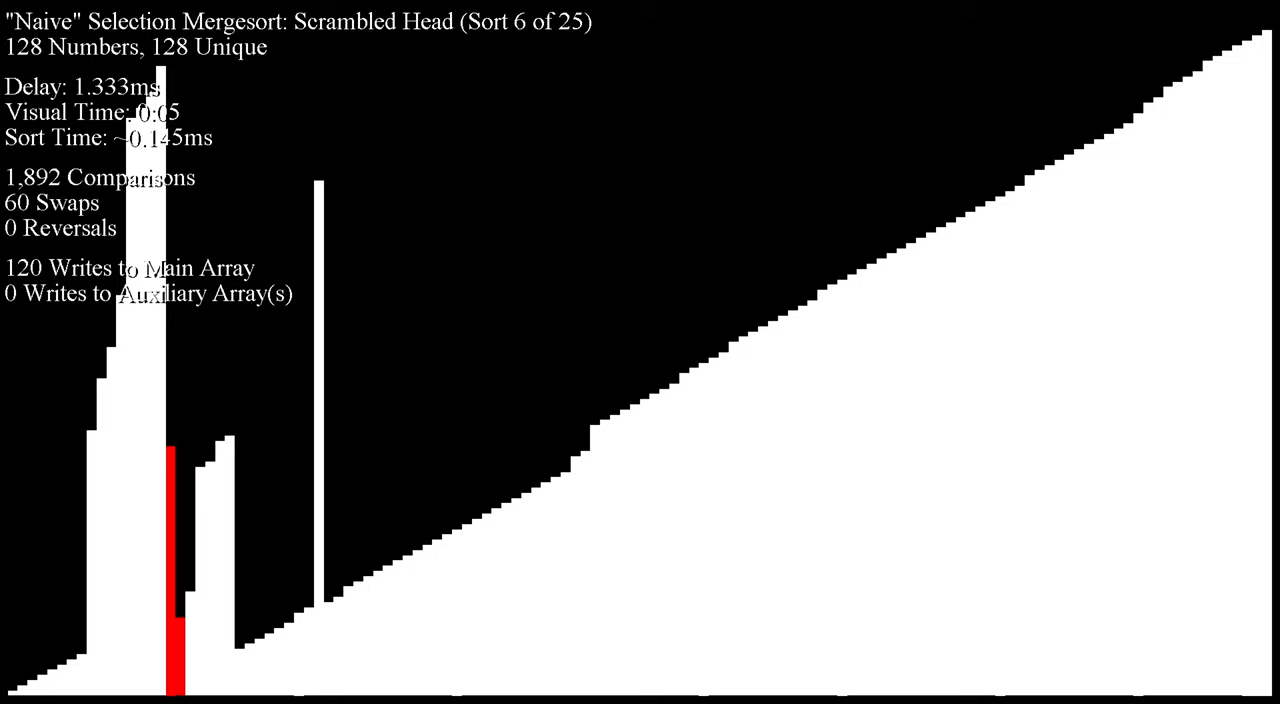 "Naive" Selection Mergesort: Scrambled Head (Sort 6 of 25)
128 Numbers, 128 Unique
Delay: 1.333ms
Visual Time: 0:05
Sort Time: ~0.145ms
1,892 Comparisons
60 Swaps
0 Reversals
120 Writes to Main Array
0 Writes to Auxiliary Array(s)